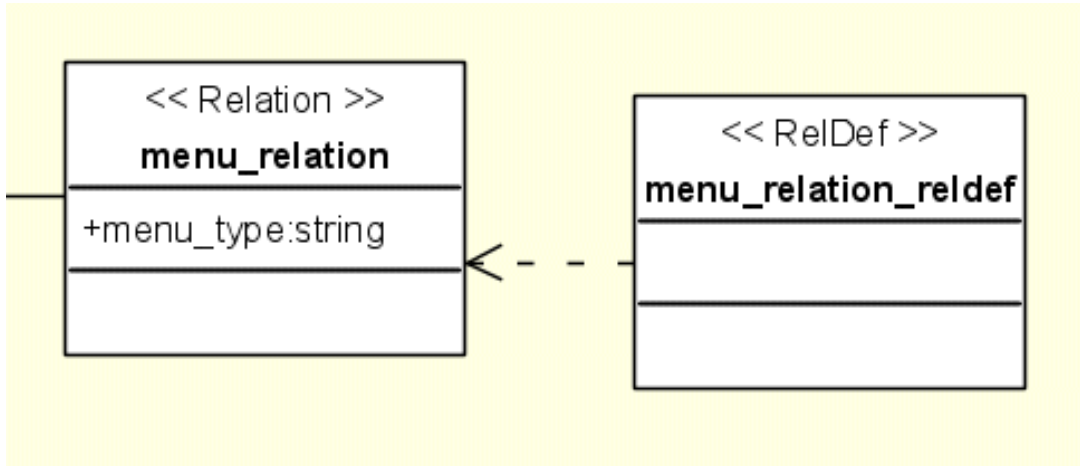 << Relation >>
menu_relation
+menu_type:string
<< RelDef >>
menu_relation_reldef